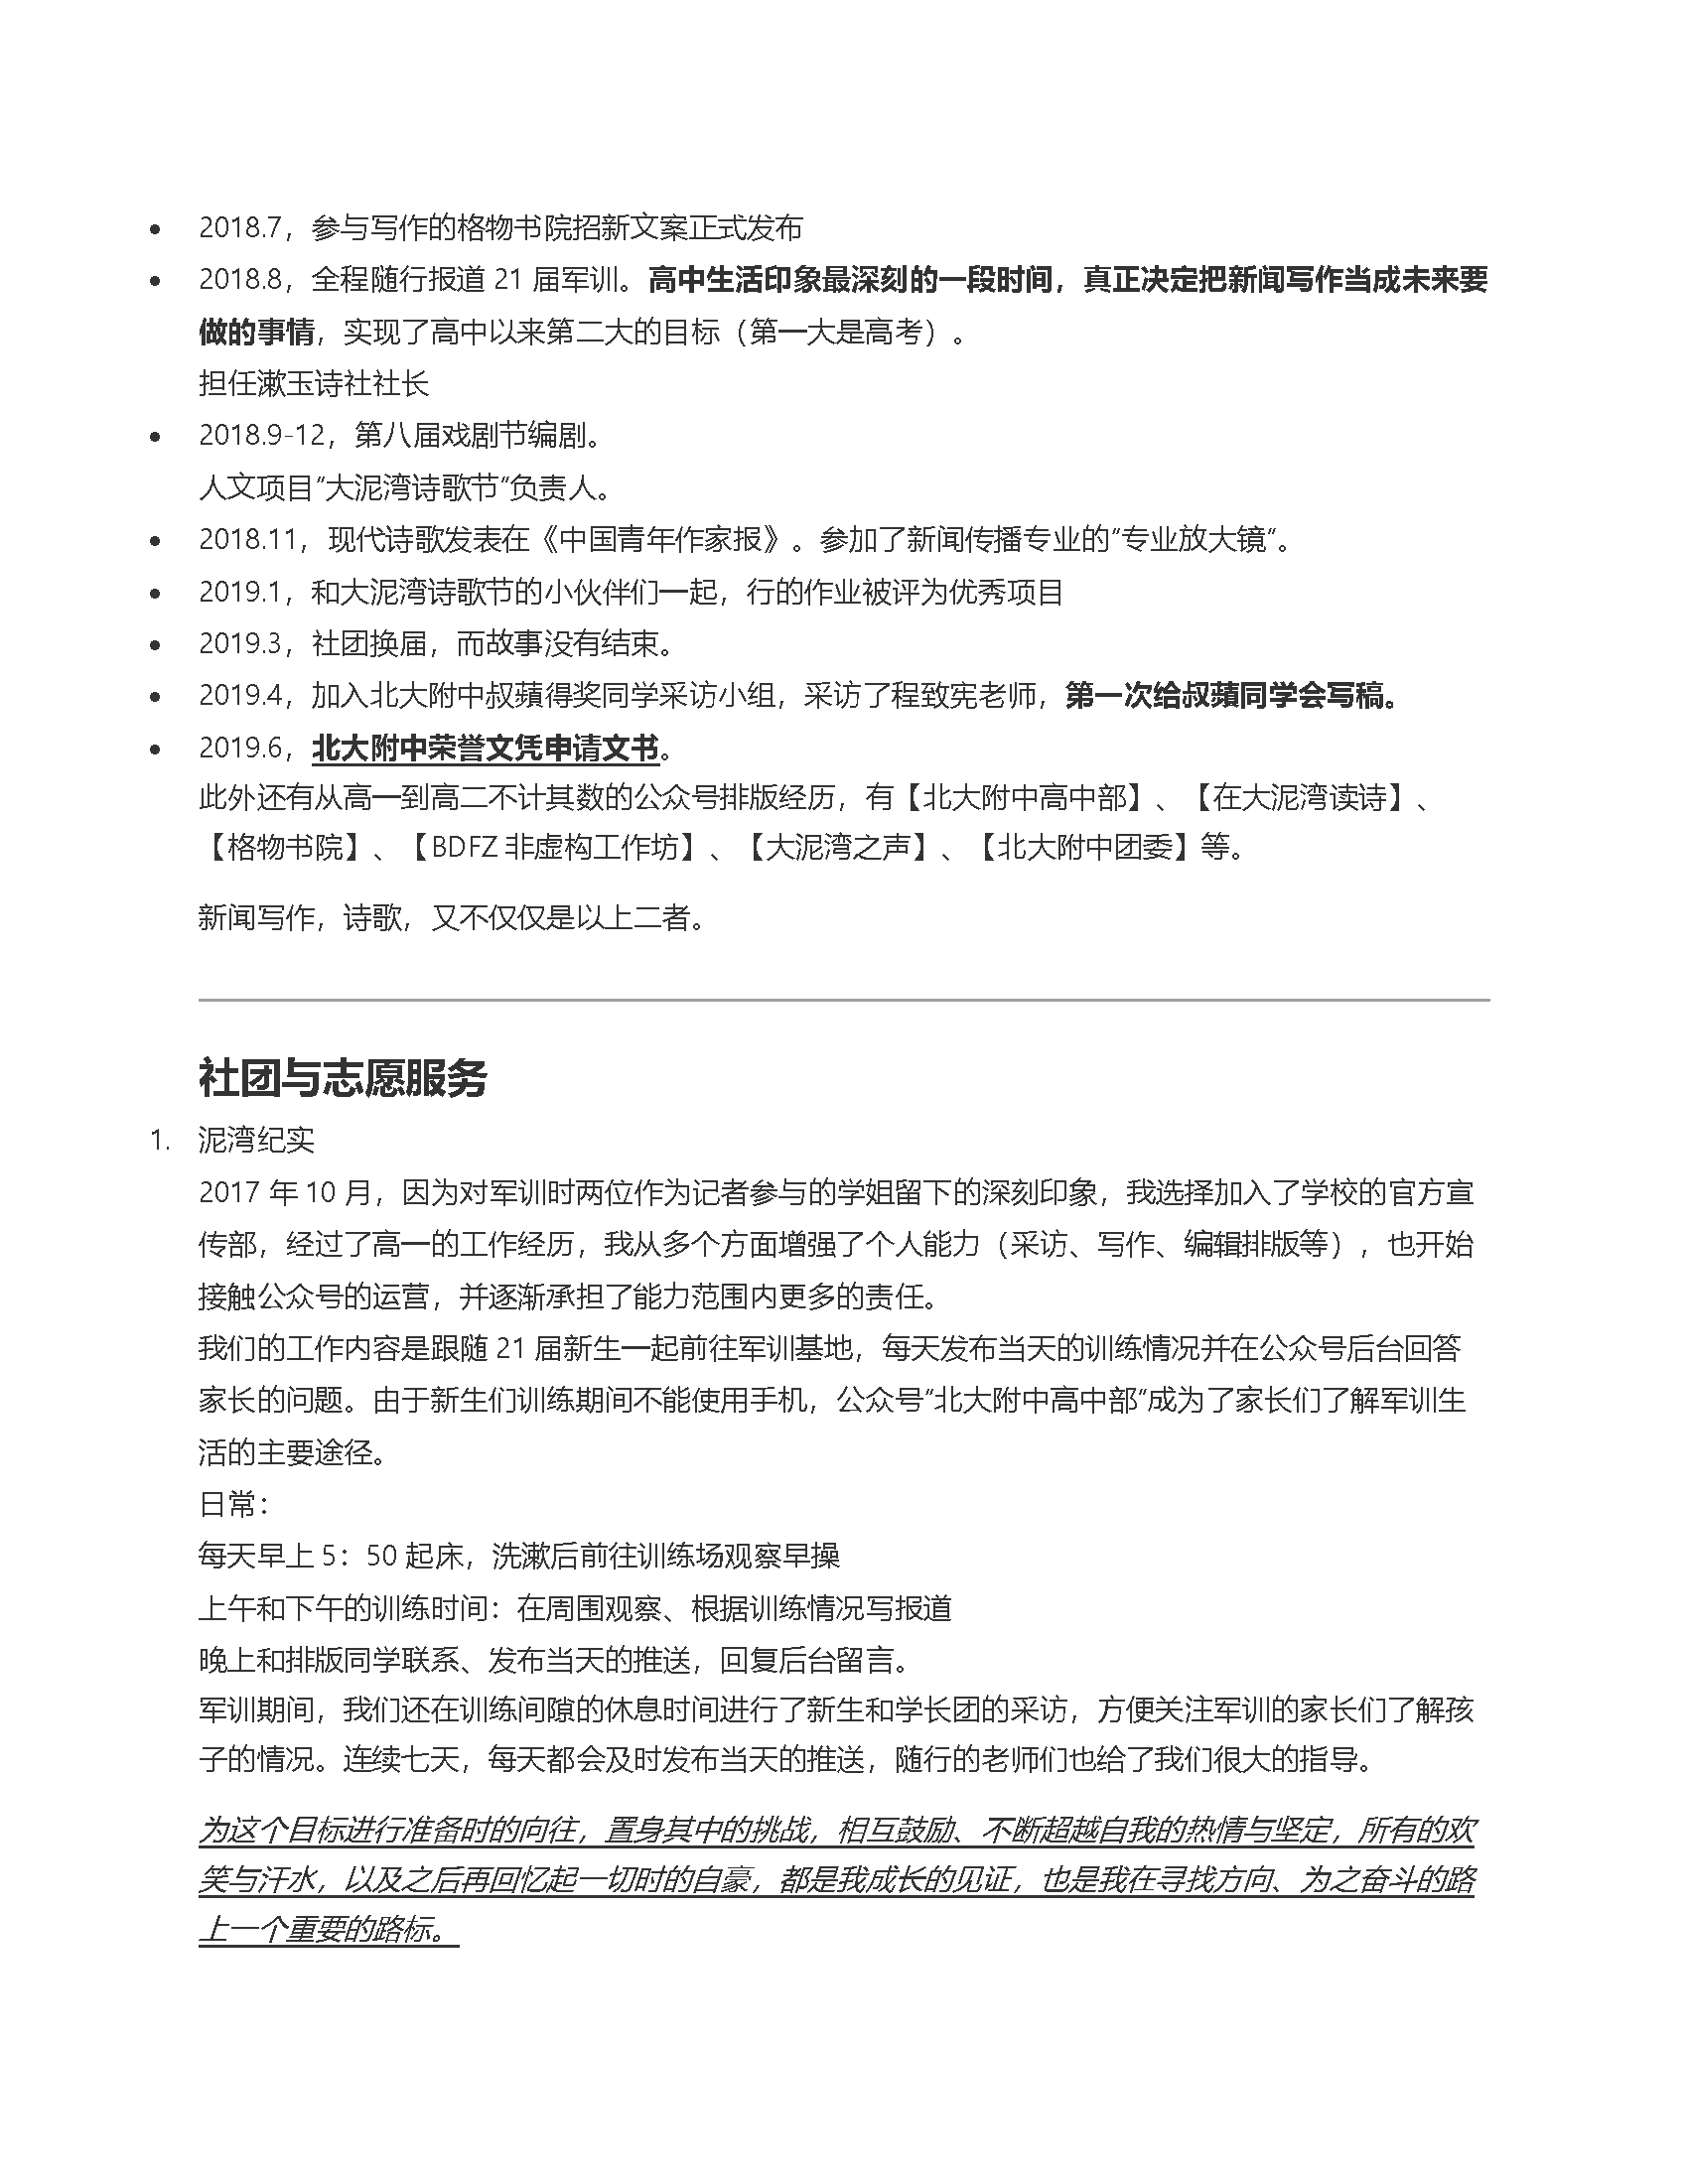 • 2018.7，参与写作的格物书院招新文案正式发布
• 2018.8，全程随行报道 21 届军训。高中生活印象最深刻的一段时间，真正决定把新闻写作当成未来要
做的事情，实现了高中以来第二大的目标（第一大是高考）。
担任漱玉诗社社长
• 2018.9-12，第八届戏剧节编剧。
人文项目"大泥湾诗歌节"负责人。
• 2018.11，现代诗歌发表在《中国青年作家报》。参加了新闻传播专业的"专业放大镜"。
• 2019.1，和大泥湾诗歌节的小伙伴们一起，行的作业被评为优秀项目
• 2019.3，社团换届，而故事没有结束。
• 2019.4，加入北大附中叔蘋得奖同学采访小组，采访了程致宪老师，第一次给叔蘋同学会写稿。
• 2019.6，北大附中荣誉文凭申请文书。
此外还有从高一到高二不计其数的公众号排版经历，有【北大附中高中部】、【在大泥湾读诗】、
【格物书院】、【BDFZ 非虚构工作坊】、【大泥湾之声】、【北大附中团委】等。
新闻写作，诗歌，又不仅仅是以上二者。
社团与志愿服务
1. 泥湾纪实
2017 年 10 月，因为对军训时两位作为记者参与的学姐留下的深刻印象，我选择加入了学校的官方宣
传部，经过了高一的工作经历，我从多个方面增强了个人能力（采访、写作、编辑排版等），也开始
接触公众号的运营，并逐渐承担了能力范围内更多的责任。
我们的工作内容是跟随 21 届新生一起前往军训基地，每天发布当天的训练情况并在公众号后台回答
家长的问题。由于新生们训练期间不能使用手机，公众号"北大附中高中部"成为了家长们了解军训生
活的主要途径。
日常：
每天早上 5：50 起床，洗漱后前往训练场观察早操
上午和下午的训练时间：在周围观察、根据训练情况写报道
晚上和排版同学联系、发布当天的推送，回复后台留言。
军训期间，我们还在训练间隙的休息时间进行了新生和学长团的采访，方便关注军训的家长们了解孩
子的情况。连续七天，每天都会及时发布当天的推送，随行的老师们也给了我们很大的指导。
为这个目标进行准备时的向往，置身其中的挑战，相互鼓励、不断超越自我的热情与坚定，所有的欢
笑与汗水，以及之后再回忆起一切时的自豪，都是我成长的见证，也是我在寻找方向、为之奋斗的路
上一个重要的路标。